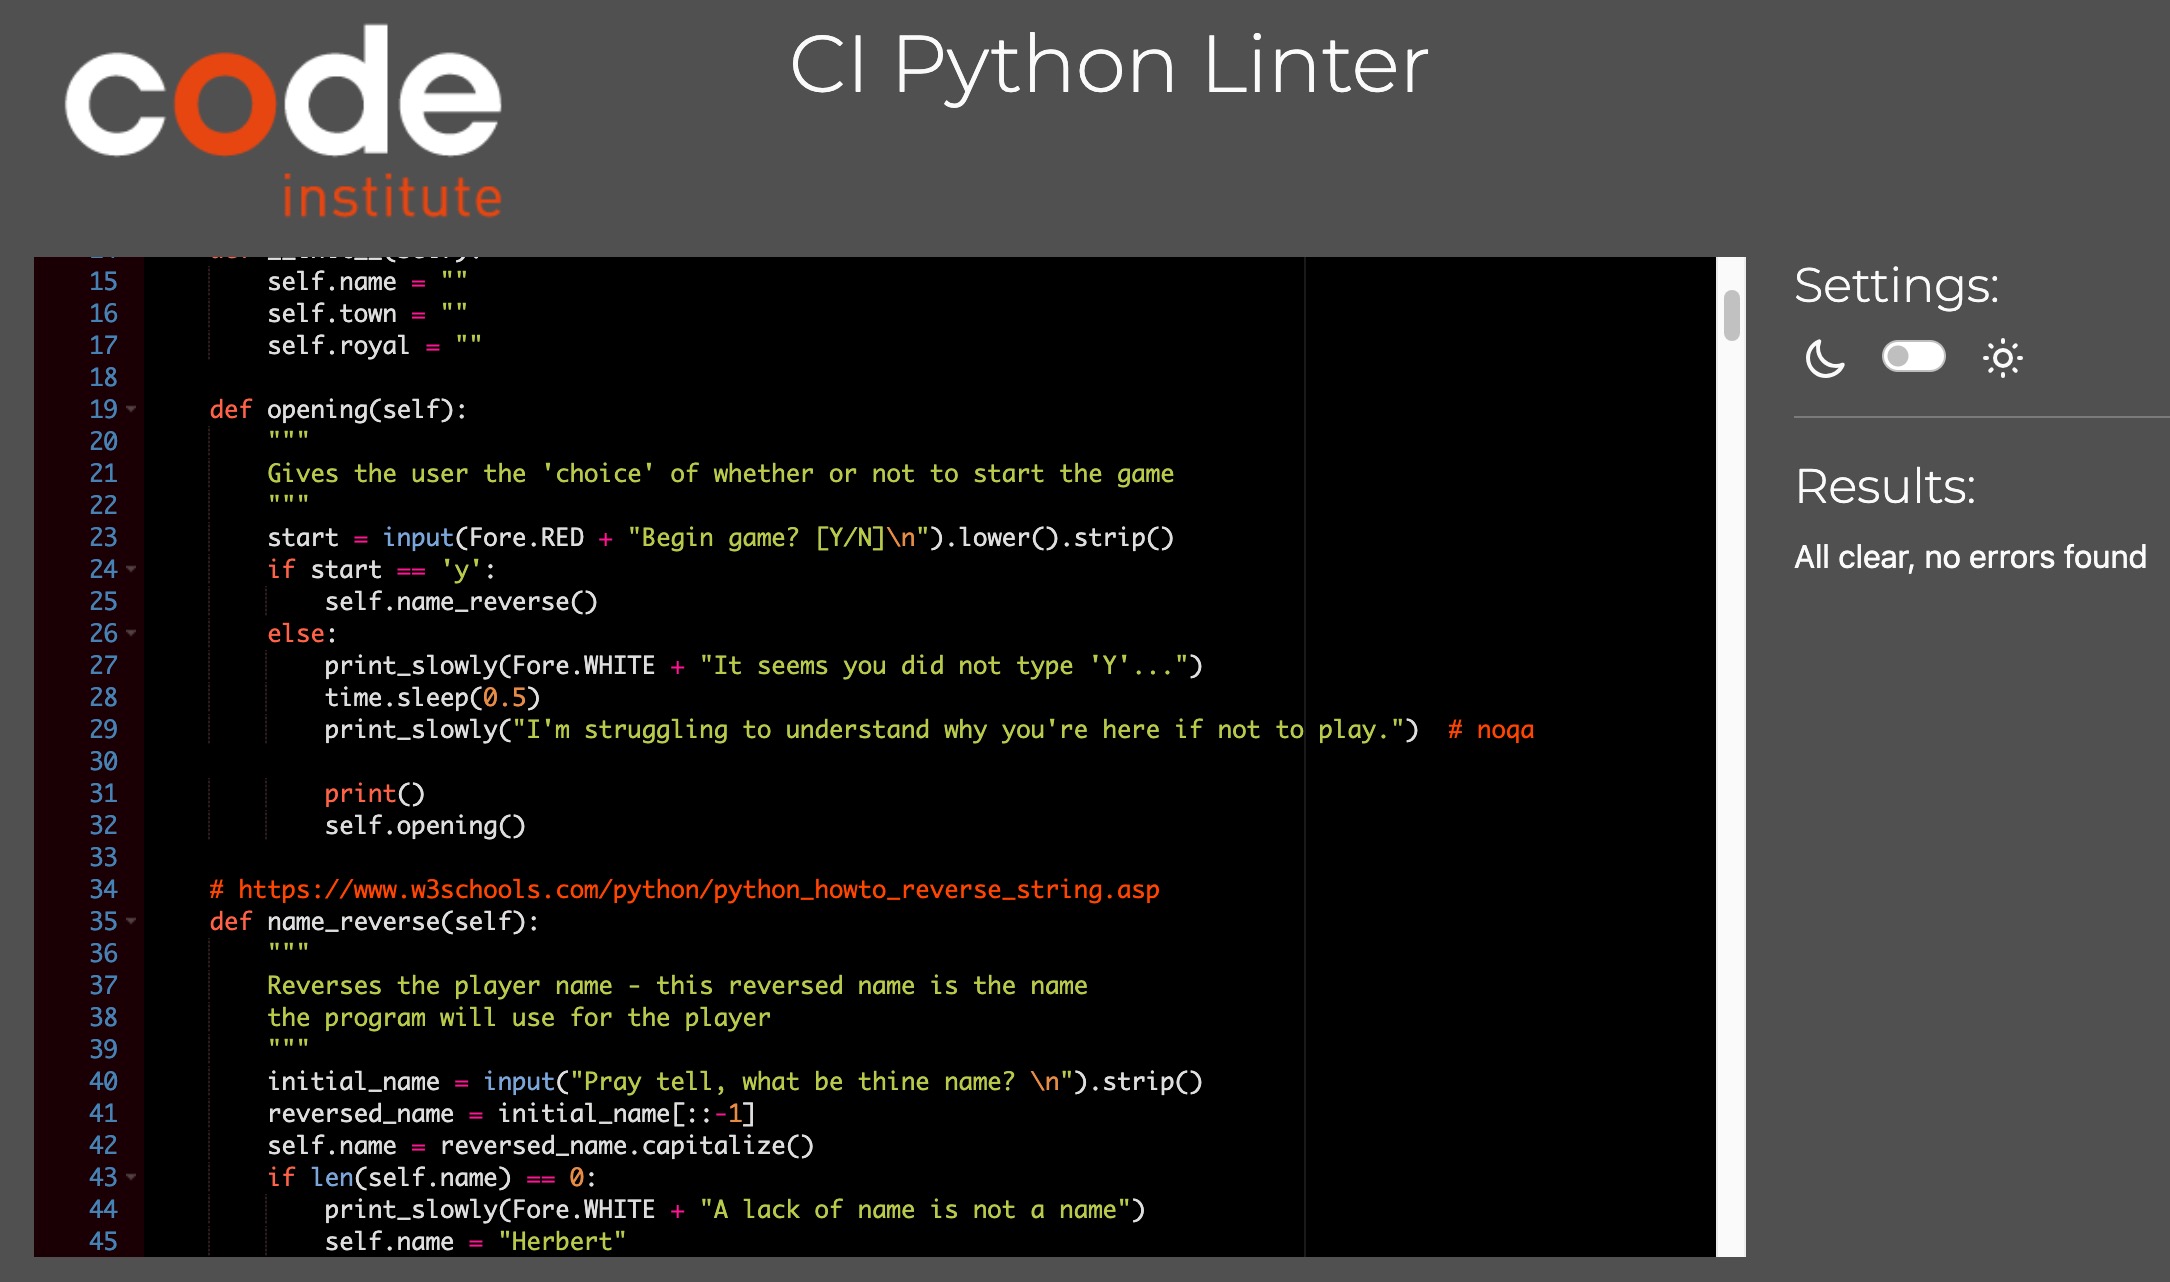 code
institute
CI Python Linter
15 self.name = ""
16 self.town = ""
17 self.royal = ""
18
19 def opening(self):
20 """
21 Gives the user the 'choice' of whether or not to start the game
22 """
23 start = input(Fore.RED + "Begin game? [Y/N]\n").lower().strip()
24 if start == 'y':
25 self.name_reverse()
26 else:
27 print_slowly(Fore.WHITE + "It seems you did not type 'Y'...")
28 time.sleep(0.5)
29 print_slowly("I'm struggling to understand why you're here if not to play.")  # noqa
30
31 print()
32 self.opening()
33
34 # https://www.w3schools.com/python/python_howto_reverse_string.asp
35 def name_reverse(self):
36 """
37 Reverses the player name - this reversed name is the name
38 the program will use for the player
39 """
40 initial_name = input("Pray tell, what be thine name? \n").strip()
41 reversed_name = initial_name[::-1]
42 self.name = reversed_name.capitalize()
43 if len(self.name) == 0:
44 print_slowly(Fore.WHITE + "A lack of name is not a name")
45 self.name = "Herbert"
Settings:
Results:
All clear, no errors found